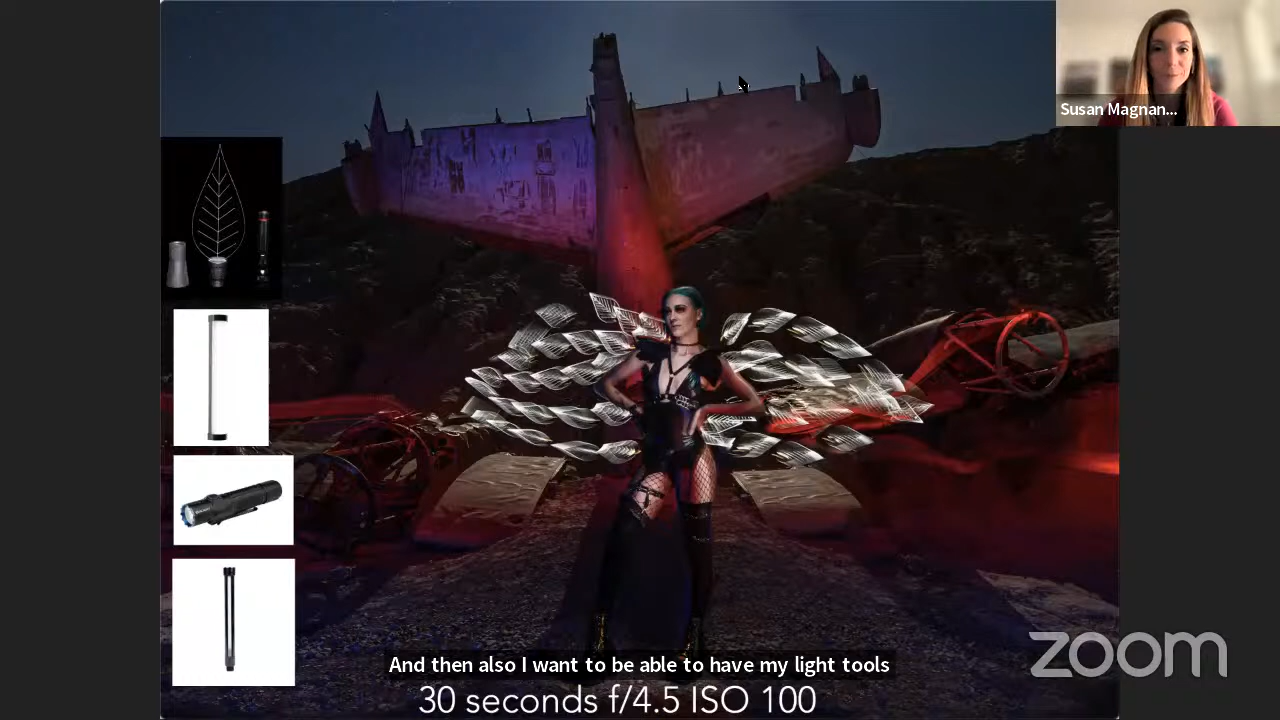 Susan Magnan...
And then also I want to be able to have my light tools
zoom
30 seconds f/4.5 ISO 100